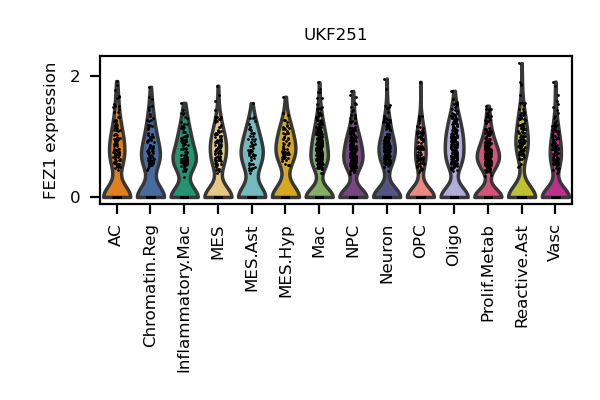 UKF251
FEZ1 expression
2
0
AC
Chromatin.Reg
Inflammatory.Mac
MES
MES.Ast
MES.Hyp
Mac
NPC
Neuron
OPC
Oligo
Prolif.Metab
Reactive.Ast
Vasc